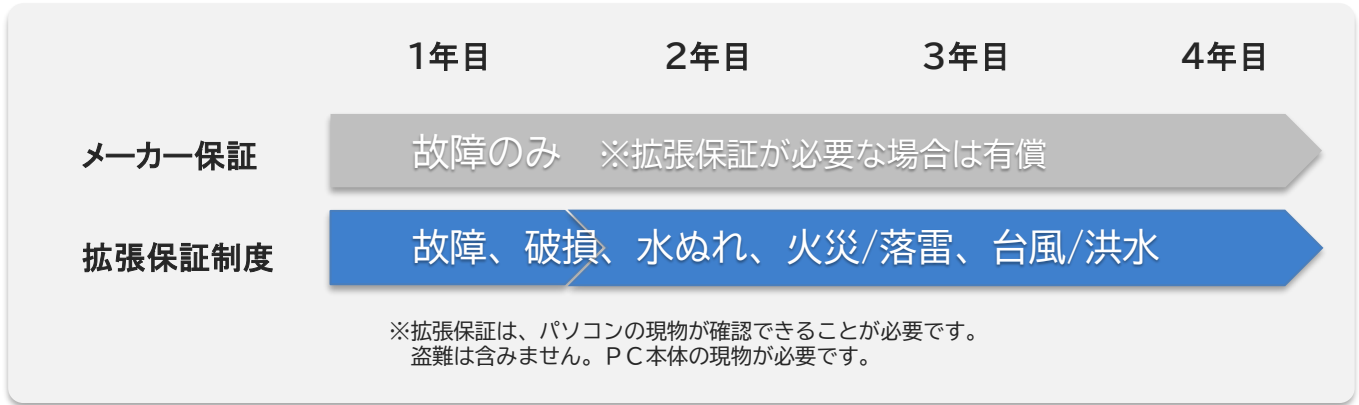 1年目 2年目 3年目 4年目
メーカー保証 故障のみ ※拡張保証が必要な場合は有償
拡張保証制度 故障、破損、水ぬれ、火災/落雷、台風/洪水
※拡張保証は、パソコンの現物が確認できることが必要です。
盗難は含みません。ＰＣ本体の現物が必要です。